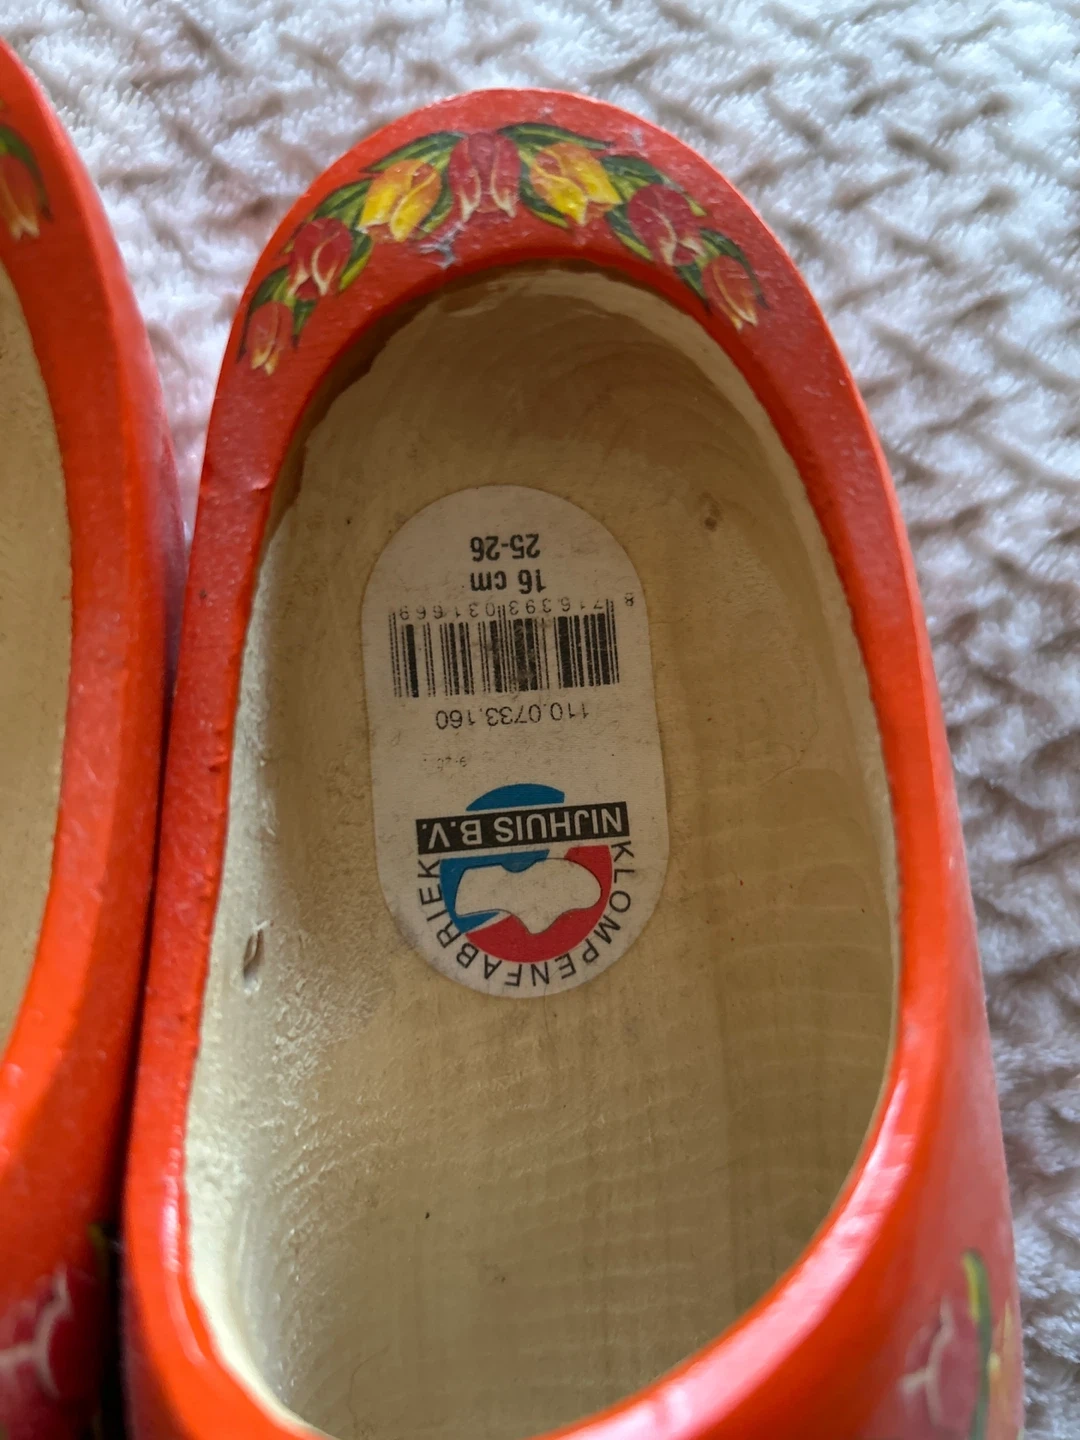 KLOMPENFABRIEK
NIJHUIS B.V.
110.0733.160
8 716393 031669
16 cm
25-26